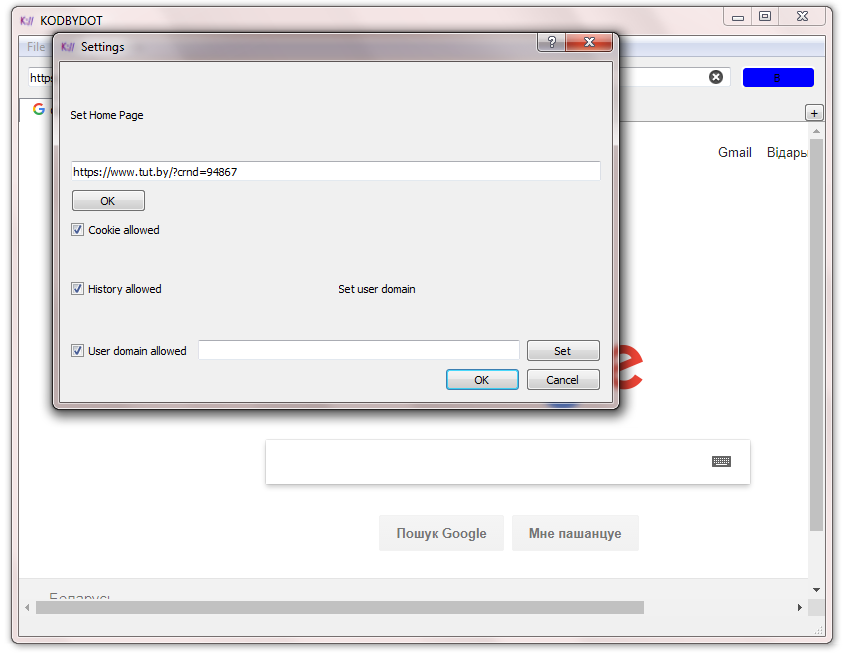 K:// KODBYDOT
File
K:// Settings
https
Set Home Page
Gmail Відарь
https://www.tut.by/?crnd=94867
OK
Cookie allowed
History allowed
Set user domain
User domain allowed
Set
OK
Cancel
Пошук Google
Мне пашанцуе
Беларусь